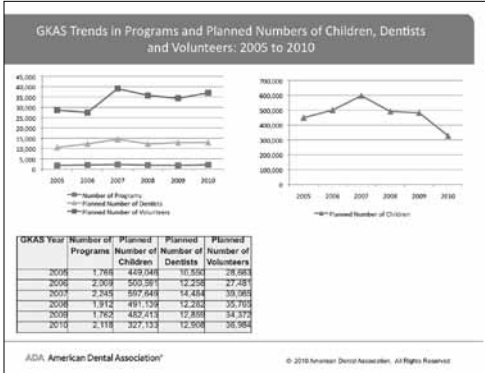 GKAS Trends in Programs and Planned Numbers of Children, Dentists
and Volunteers: 2005 to 2010
45,000
40,000
35,000
30,000
25,000
20,000
15,000
10,000
5,000
0
2005 2006 2007 2008 2009 2010
Number of Programs
Planned Number of Dentists
Planned Number of Volunteers
700,000
600,000
500,000
400,000
300,000
200,000
100,000
0
2005 2006 2007 2008 2009 2010
Planned Number of Children
GKAS Year Number of Planned Planned Planned
Programs Number of Number of Number of
Children Dentists Volunteers
2005 1,766 449,046 10,550 28,663
2006 2,009 27,481
2007 2,245 597,649 14,484 39,065
2008 1,912 491,139 12,282 35,765
2009 1,762 482,413 12,859 34,372
2010 2,118 327,133 12,908 36,984
ADA American Dental Association®
© 2010 American Dental Association. All Rights Reserved